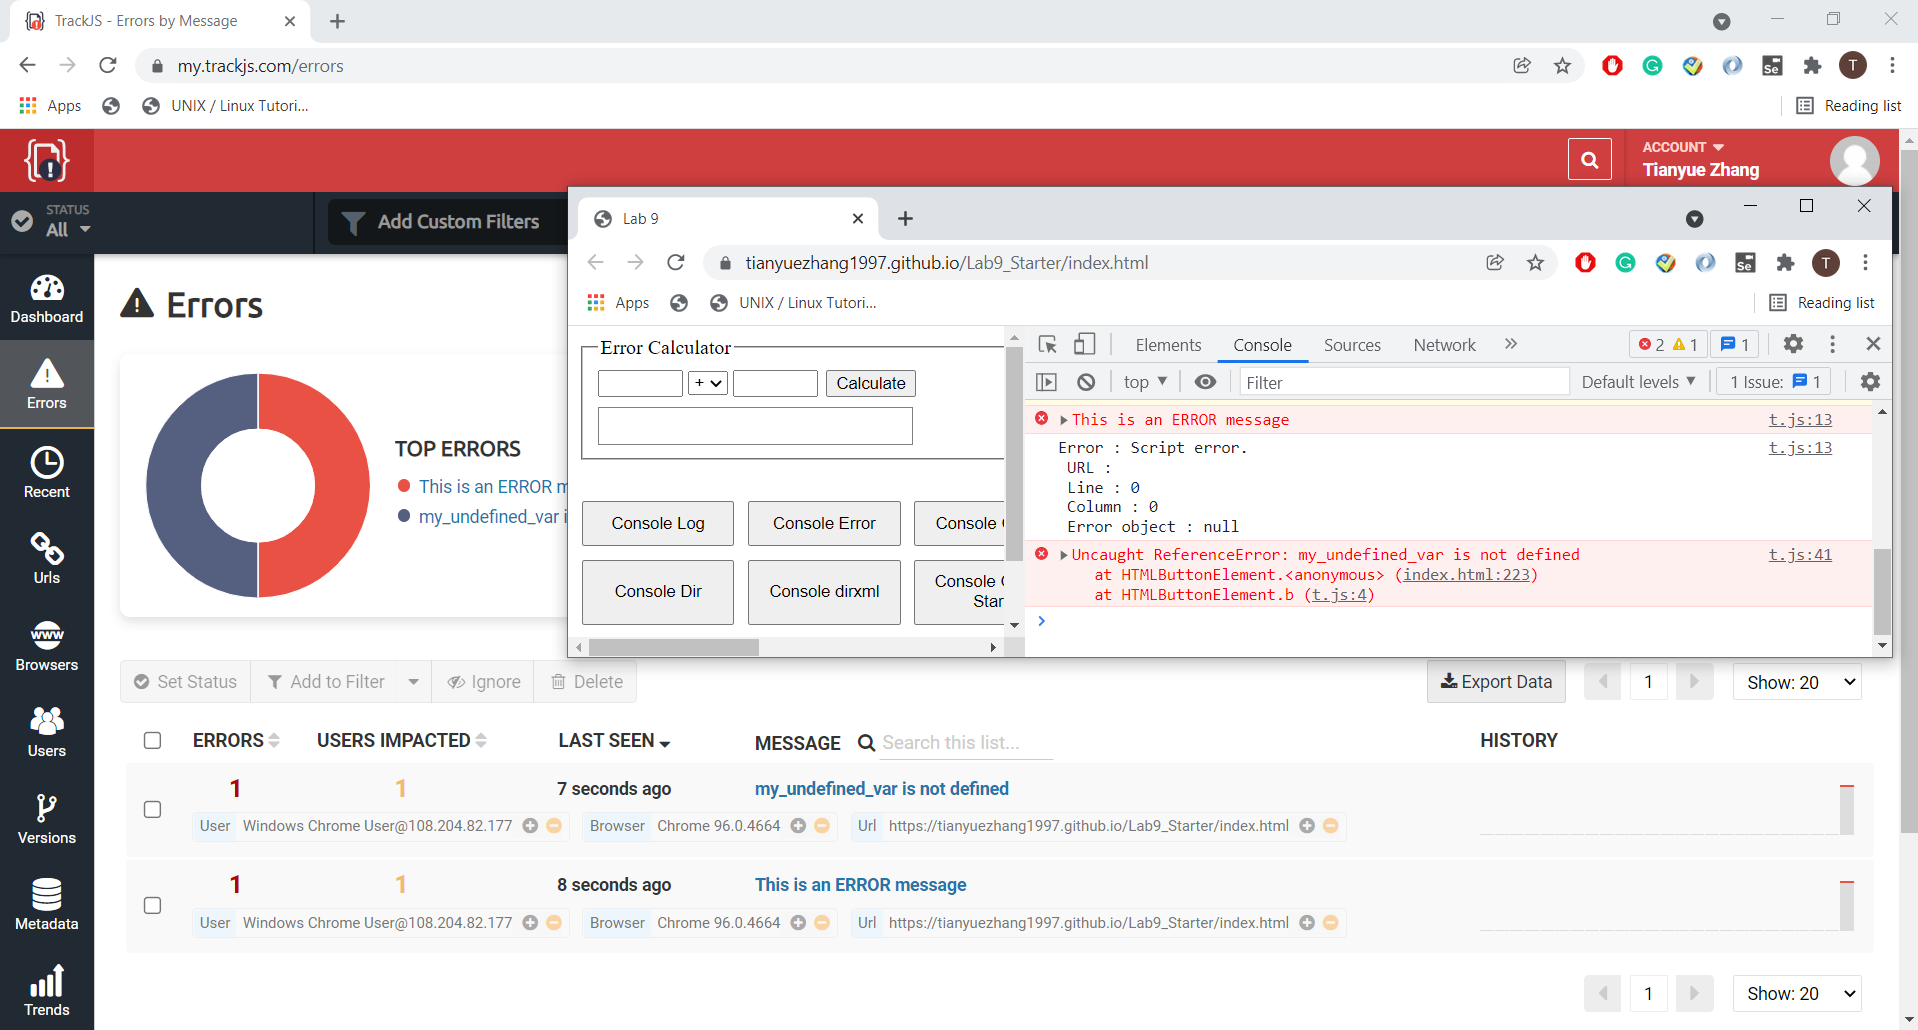 TrackJS - Errors by Message
my.trackjs.com/errors
Apps
UNIX / Linux Tutori...
Reading list
ACCOUNT
Tianyue Zhang
STATUS
All
Add Custom Filters
Dashboard
Errors
Recent
Urls
Browsers
Users
Versions
Metadata
Trends
Errors
TOP ERRORS
This is an ERROR m
my_undefined_var i
Lab 9
tianyuezhang1997.github.io/Lab9_Starter/index.html
Apps
UNIX / Linux Tutori...
Reading list
Error Calculator
+
Calculate
Console Log
Console Error
Console
Console Dir
Console dirxml
Console
Star
Elements
Console
Sources
Network
2
1
1
top
Filter
Default levels
1 Issue: 1
This is an ERROR message t.js:13
Error : Script error. t.js:13
URL :
Line : 0
Column : 0
Error object : null
Uncaught ReferenceError: my_undefined_var is not defined t.js:41
at HTMLButtonElement.<anonymous> (index.html:223)
at HTMLButtonElement.b (t.js:4)
Set Status
Add to Filter
Ignore
Delete
Export Data
1
Show: 20
ERRORS
USERS IMPACTED
LAST SEEN
MESSAGE
Search this list...
HISTORY
1 1 7 seconds ago my_undefined_var is not defined
User Windows Chrome User@108.204.82.177 Browser Chrome 96.0.4664 Url https://tianyuezhang1997.github.io/Lab9_Starter/index.html
1 1 8 seconds ago This is an ERROR message
User Windows Chrome User@108.204.82.177 Browser Chrome 96.0.4664 Url https://tianyuezhang1997.github.io/Lab9_Starter/index.html
1
Show: 20